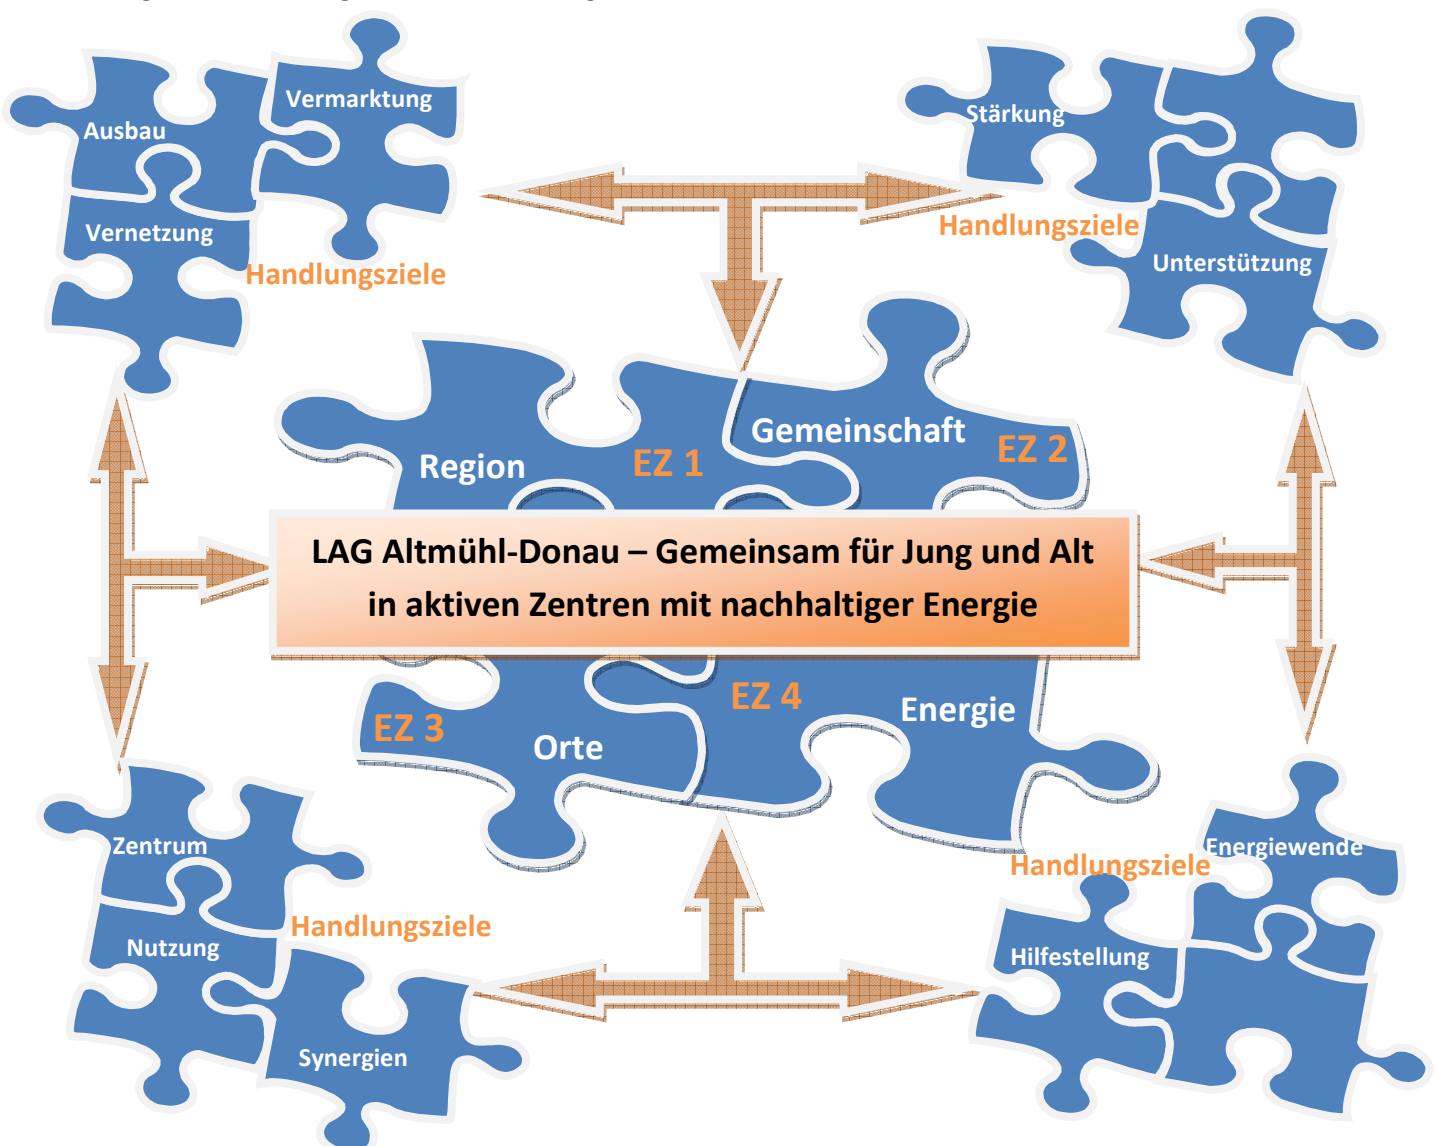 Vermarktung
Ausbau
Vernetzung
Handlungsziele
Stärkung
Handlungsziele
Unterstützung
Gemeinschaft
EZ 2
Region
EZ 1
LAG Altmühl-Donau – Gemeinsam für Jung und Alt
in aktiven Zentren mit nachhaltiger Energie
EZ 3
Orte
EZ 4
Energie
Zentrum
Handlungsziele
Nutzung
Synergien
Energiewende
Handlungsziele
Hilfestellung